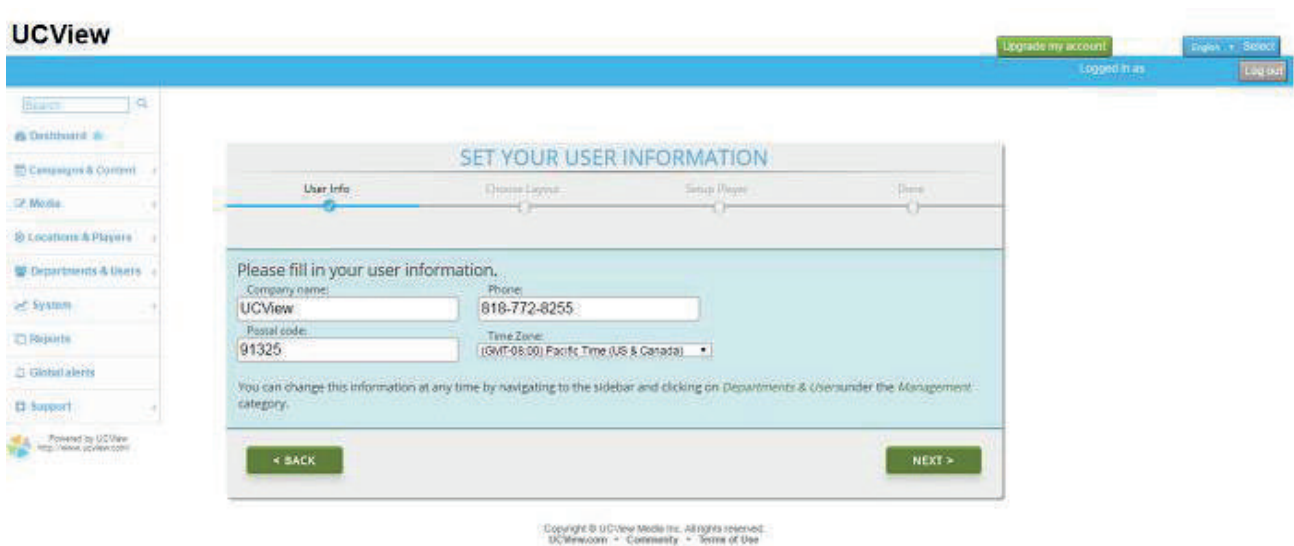 UCView
Upgrade my account
English Select
Logged in as
Log out
Search
Dashboard
Campaigns & Content
Media
Locations & Players
Departments & Users
System
Reports
Global alerts
Support
Powered by UCView
http://www.ucview.com/
SET YOUR USER INFORMATION
User Info Choose Layout Setup Player Done
Please fill in your user information.
Company name: Phone:
UCView 818-772-8255
Postal code: Time Zone:
91325 (GMT-08:00) Pacific Time (US & Canada)
You can change this information at any time by navigating to the sidebar and clicking on Departments & Usersunder the Management
category.
< BACK NEXT >
Copyright © UCView Media Inc. All rights reserved.
UCView.com • Community • Terms of Use